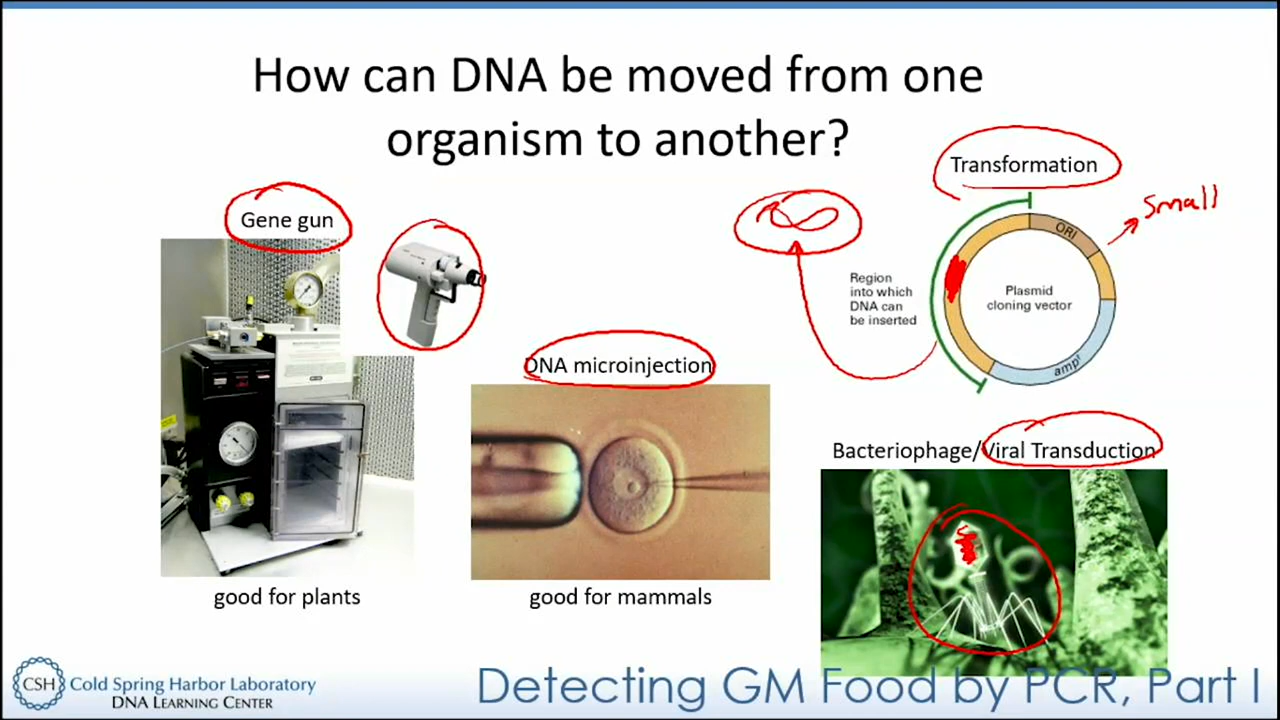 How can DNA be moved from one
organism to another?
Transformation
Small
Gene gun
ORI
Region
into which
DNA can
be inserted
Plasmid
cloning vector
ampʳ
DNA microinjection
Bacteriophage/Viral Transduction
good for plants
good for mammals
CSH Cold Spring Harbor Laboratory
DNA LEARNING CENTER
Detecting GM Food by PCR, Part I